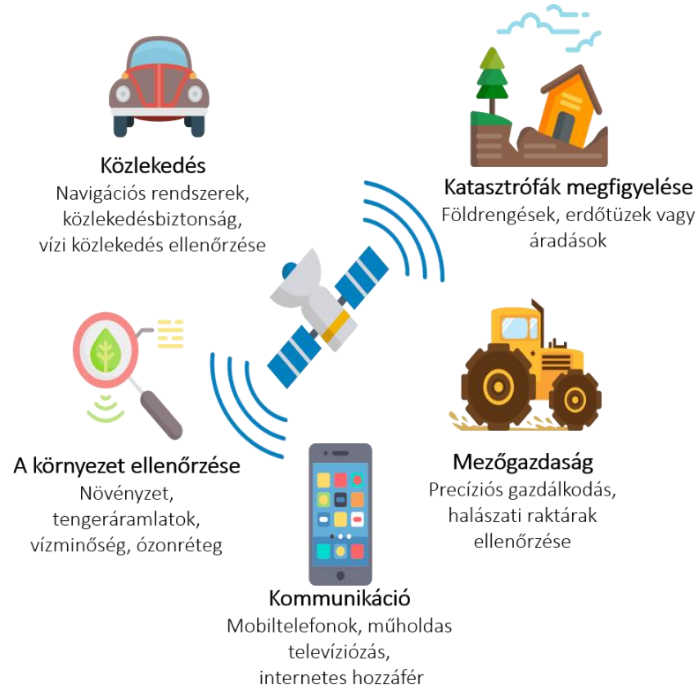 Közlekedés
Navigációs rendszerek,
közlekedésbiztonság,
vízi közlekedés ellenőrzése
Katasztrófák megfigyelése
Földrengések, erdőtüzek vagy
áradások
A környezet ellenőrzése
Növényzet,
tengeráramlatok,
vízminőség, ózonréteg
Mezőgazdaság
Precíziós gazdálkodás,
halászati raktárak
ellenőrzése
Kommunikáció
Mobiltelefonok, műholdas
televíziózás,
internetes hozzáfér